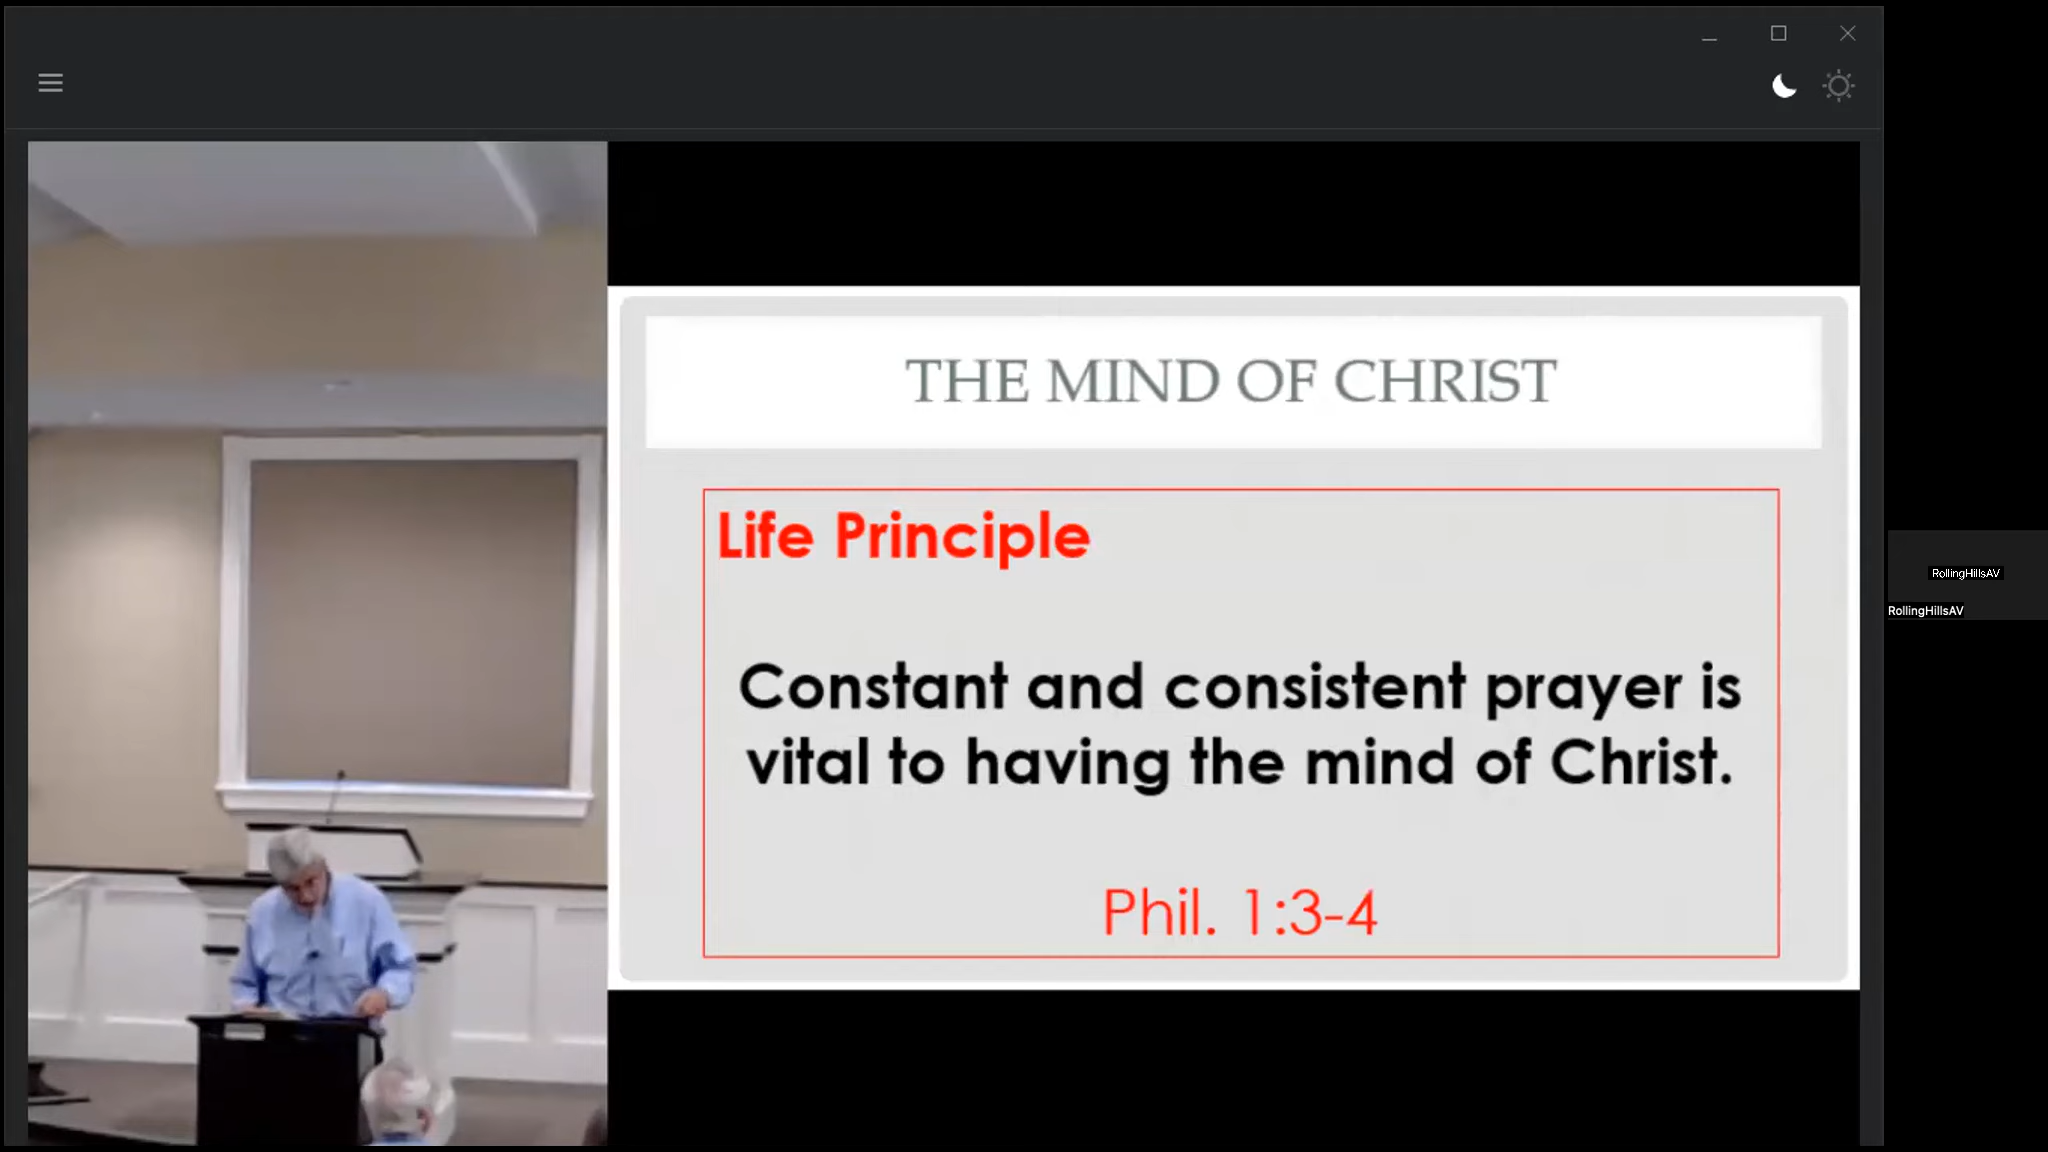 THE MIND OF CHRIST
Life Principle
Constant and consistent prayer is
vital to having the mind of Christ.
Phil. 1:3-4
RollingHillsAV
RollingHillsAV